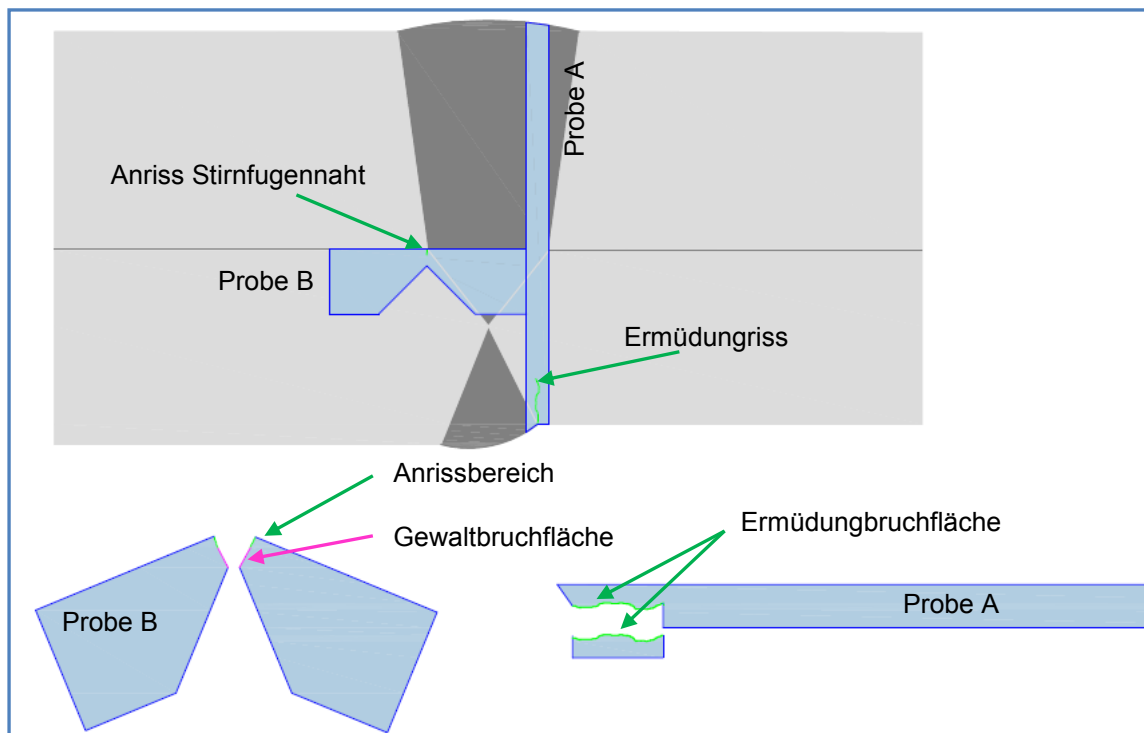 Probe A
Anriss Stirnfugennaht
Probe B
Ermüdungriss
Anrissbereich
Gewaltbruchfläche
Probe B
Ermüdungbruchfläche
Probe A